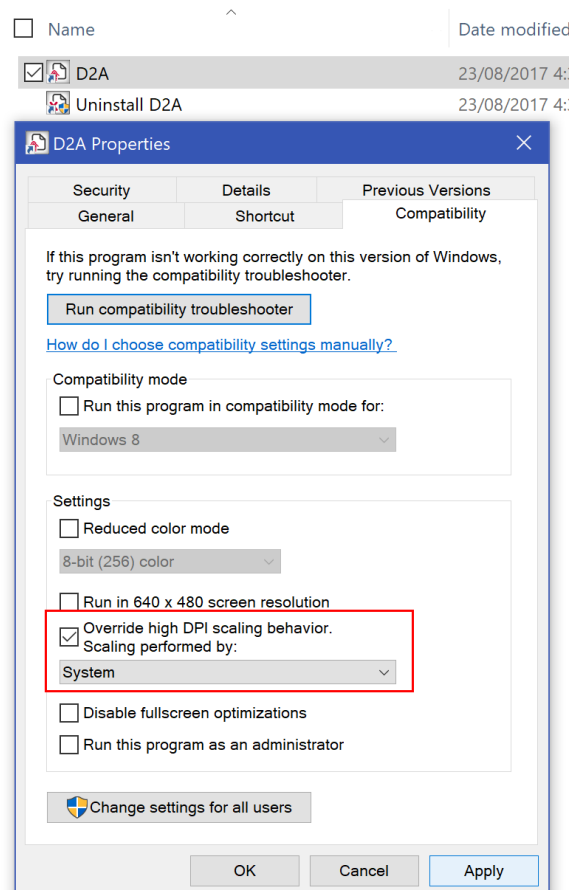 Name Date modified
D2A 23/08/2017 4:
Uninstall D2A 23/08/2017 4:
D2A Properties
Security Details Previous Versions
General Shortcut Compatibility
If this program isn't working correctly on this version of Windows,
try running the compatibility troubleshooter.
Run compatibility troubleshooter
How do I choose compatibility settings manually?
Compatibility mode
Run this program in compatibility mode for:
Windows 8
Settings
Reduced color mode
8-bit (256) color
Run in 640 x 480 screen resolution
Override high DPI scaling behavior.
Scaling performed by:
System
Disable fullscreen optimizations
Run this program as an administrator
Change settings for all users
OK Cancel Apply